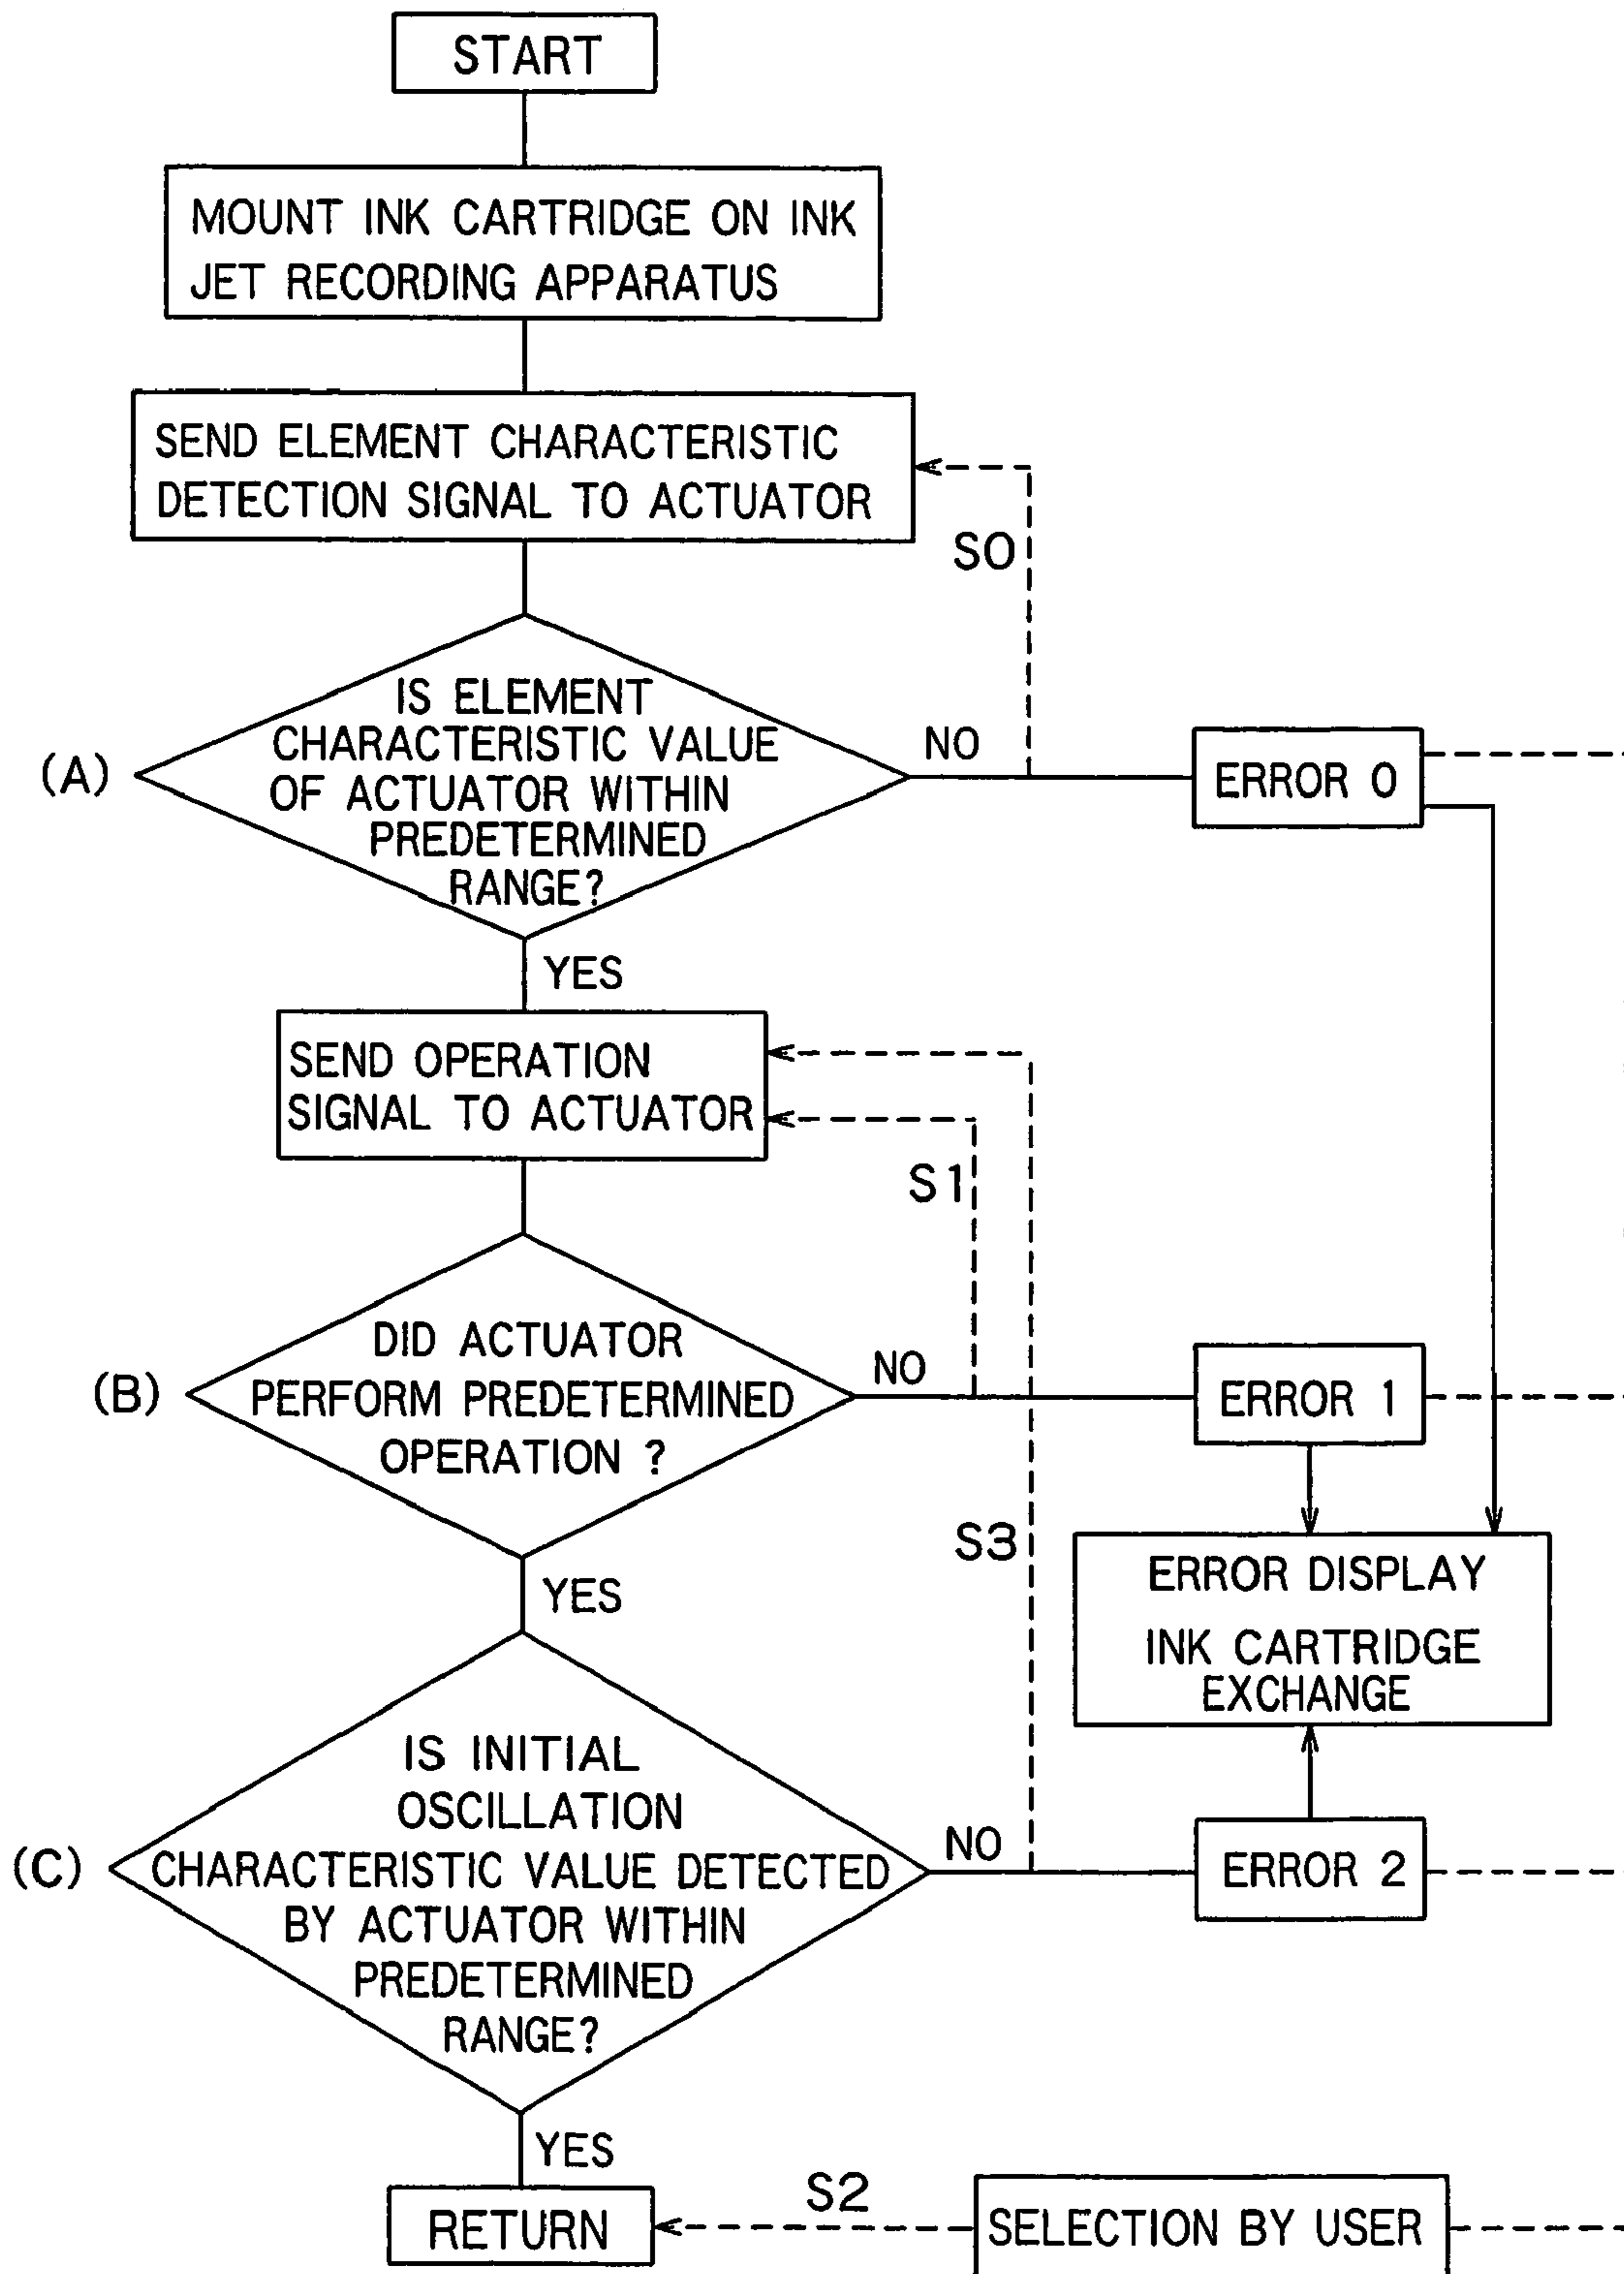 START
MOUNT INK CARTRIDGE ON INK
JET RECORDING APPARATUS
SEND ELEMENT CHARACTERISTIC
DETECTION SIGNAL TO ACTUATOR
S0
IS ELEMENT
CHARACTERISTIC VALUE
OF ACTUATOR WITHIN
PREDETERMINED
RANGE?
(A)
NO
ERROR 0
YES
SEND OPERATION
SIGNAL TO ACTUATOR
S1
DID ACTUATOR
PERFORM PREDETERMINED
OPERATION ?
(B)
NO
ERROR 1
S3
ERROR DISPLAY
INK CARTRIDGE
EXCHANGE
YES
IS INITIAL
OSCILLATION
CHARACTERISTIC VALUE DETECTED
BY ACTUATOR WITHIN
PREDETERMINED
RANGE?
(C)
NO
ERROR 2
YES
RETURN
S2
SELECTION BY USER